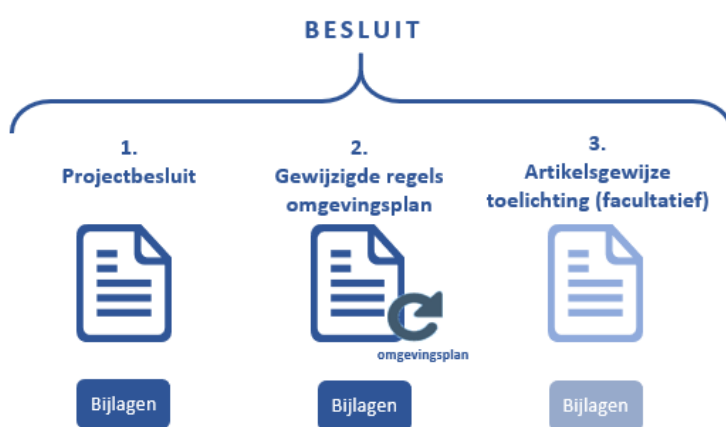 BESLUIT
1.
Projectbesluit
2.
Gewijzigde regels
omgevingsplan
3.
Artikelsgewijze
toelichting (facultatief)
omgevingsplan
Bijlagen
Bijlagen
Bijlagen